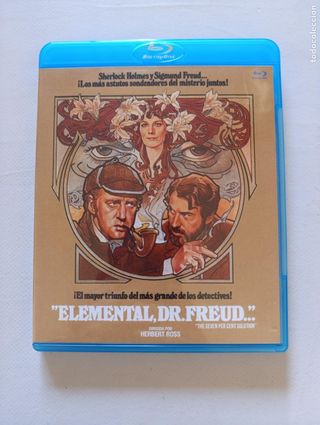 Blu-ray Disc
Sherlock Holmes y Sigmund Freud...
¡Los más astutos sondeadores del misterio juntos!
¡El mayor triunfo del más grande de los detectives!
"ELEMENTAL, DR. FREUD..."
"THE SEVEN PER CENT SOLUTION"
DIRIGIDA POR
HERBERT ROSS
todocoleccion